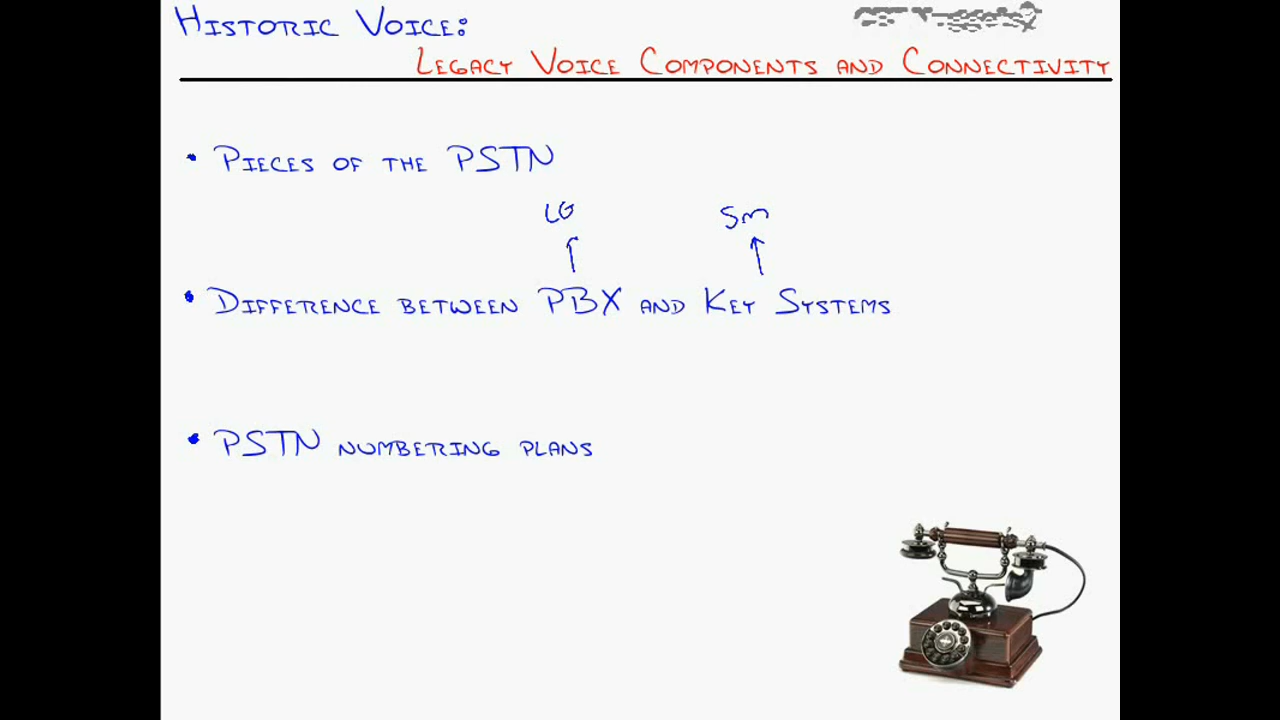 Historic Voice:
Legacy Voice Components and Connectivity
• Pieces of the PSTN
LG Sm
• Difference between PBX and Key Systems
• PSTN numbering plans